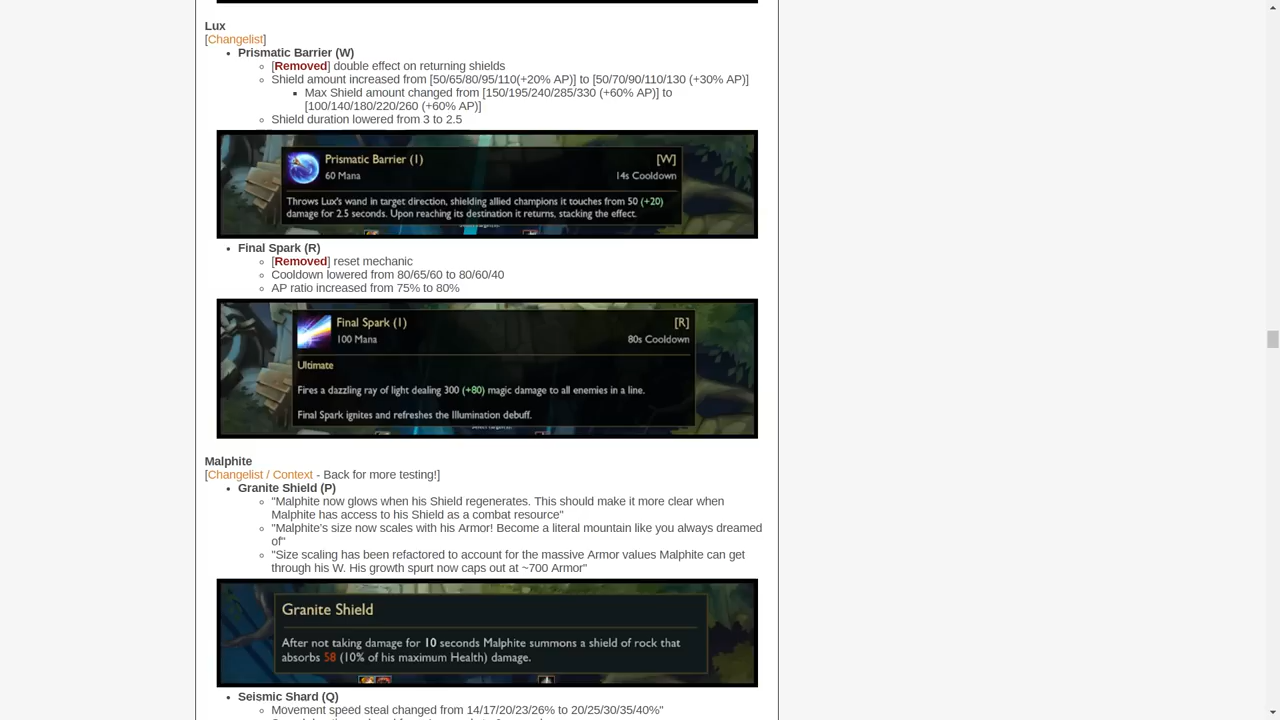 Lux
[Changelist]
Prismatic Barrier (W)
[Removed] double effect on returning shields
Shield amount increased from [50/65/80/95/110(+20% AP)] to [50/70/90/110/130 (+30% AP)]
Max Shield amount changed from [150/195/240/285/330 (+60% AP)] to
[100/140/180/220/260 (+60% AP)]
Shield duration lowered from 3 to 2.5
Prismatic Barrier (1) [W]
60 Mana 14s Cooldown
Throws Lux's wand in target direction, shielding allied champions it touches from 50 (+20)
damage for 2.5 seconds. Upon reaching its destination it returns, stacking the effect.
Final Spark (R)
[Removed] reset mechanic
Cooldown lowered from 80/65/60 to 80/60/40
AP ratio increased from 75% to 80%
Final Spark (1) [R]
100 Mana 80s Cooldown
Ultimate
Fires a dazzling ray of light dealing 300 (+80) magic damage to all enemies in a line.
Final Spark ignites and refreshes the Illumination debuff.
Malphite
[Changelist / Context - Back for more testing!]
Granite Shield (P)
"Malphite now glows when his Shield regenerates. This should make it more clear when
Malphite has access to his Shield as a combat resource"
"Malphite's size now scales with his Armor! Become a literal mountain like you always dreamed
of"
"Size scaling has been refactored to account for the massive Armor values Malphite can get
through his W. His growth spurt now caps out at ~700 Armor"
Granite Shield
After not taking damage for 10 seconds Malphite summons a shield of rock that
absorbs 58 (10% of his maximum Health) damage.
Seismic Shard (Q)
Movement speed steal changed from 14/17/20/23/26% to 20/25/30/35/40%"